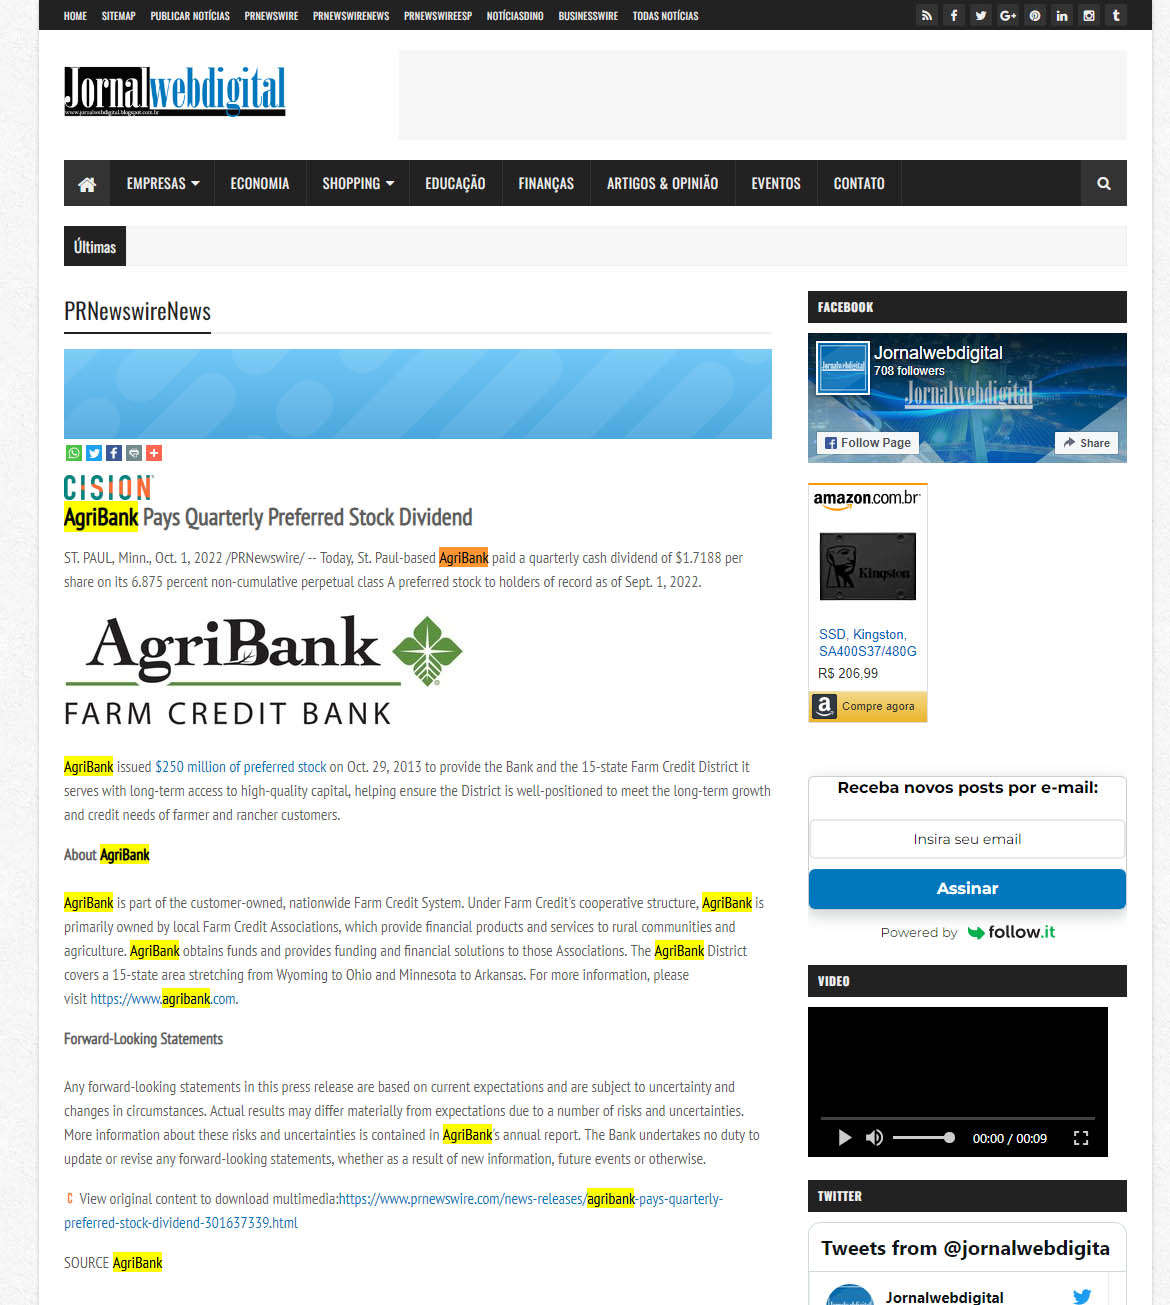 HOME SITEMAP PUBLICAR NOTÍCIAS PRNEWSWIRE PRNEWSWIRENEWS PRNEWSWIREESP NOTÍCIASDINO BUSINESSWIRE TODAS NOTÍCIAS
Jornalwebdigital
www.jornalwebdigital.blogspot.com.br
EMPRESAS ECONOMIA SHOPPING EDUCAÇÃO FINANÇAS ARTIGOS & OPINIÃO EVENTOS CONTATO
Últimas
PRNewswireNews
CISION
AgriBank Pays Quarterly Preferred Stock Dividend
ST. PAUL, Minn., Oct. 1, 2022 /PRNewswire/ -- Today, St. Paul-based AgriBank paid a quarterly cash dividend of $1.7188 per
share on its 6.875 percent non-cumulative perpetual class A preferred stock to holders of record as of Sept. 1, 2022.
AgriBank
FARM CREDIT BANK
AgriBank issued $250 million of preferred stock on Oct. 29, 2013 to provide the Bank and the 15-state Farm Credit District it
serves with long-term access to high-quality capital, helping ensure the District is well-positioned to meet the long-term growth
and credit needs of farmer and rancher customers.
About AgriBank
AgriBank is part of the customer-owned, nationwide Farm Credit System. Under Farm Credit's cooperative structure, AgriBank is
primarily owned by local Farm Credit Associations, which provide financial products and services to rural communities and
agriculture. AgriBank obtains funds and provides funding and financial solutions to those Associations. The AgriBank District
covers a 15-state area stretching from Wyoming to Ohio and Minnesota to Arkansas. For more information, please
visit https://www.agribank.com.
Forward-Looking Statements
Any forward-looking statements in this press release are based on current expectations and are subject to uncertainty and
changes in circumstances. Actual results may differ materially from expectations due to a number of risks and uncertainties.
More information about these risks and uncertainties is contained in AgriBank's annual report. The Bank undertakes no duty to
update or revise any forward-looking statements, whether as a result of new information, future events or otherwise.
View original content to download multimedia:https://www.prnewswire.com/news-releases/agribank-pays-quarterly-
preferred-stock-dividend-301637339.html
SOURCE AgriBank
FACEBOOK
Jornalwebdigital
Jornalwebdigital
708 followers
Jornalwebdigital
Follow Page Share
amazon.com.br
Kingston
SSD, Kingston,
SA400S37/480G
R$ 206,99
Compre agora
Receba novos posts por e-mail:
Insira seu email
Assinar
Powered by follow.it
VIDEO
00:00 / 00:09
TWITTER
Tweets from @jornalwebdigita
Jornalwebdigital